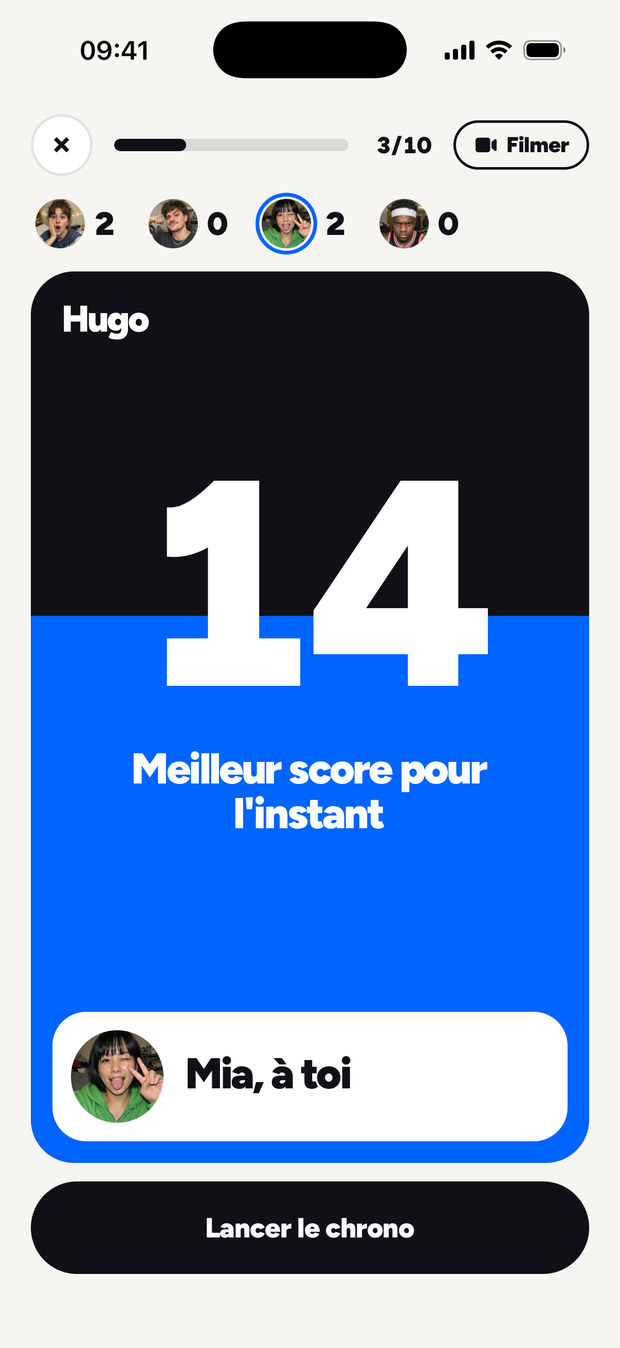 09:41
3/10
Filmer
2
0
2
0
Hugo
14
Meilleur score pour
l'instant
Mia, à toi
Lancer le chrono